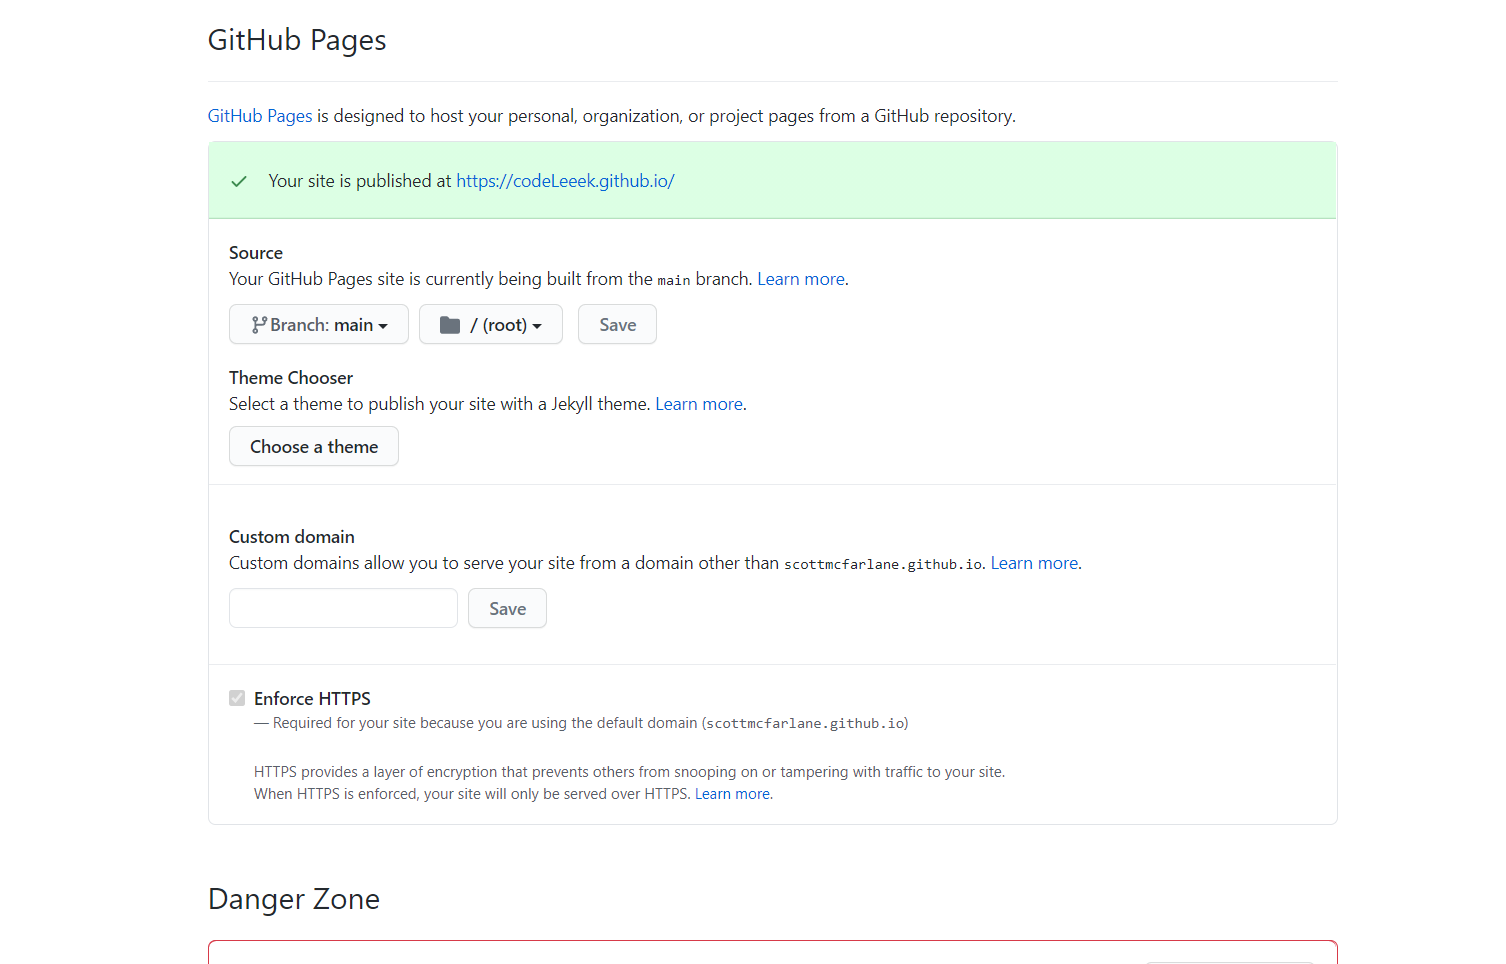 GitHub Pages
GitHub Pages is designed to host your personal, organization, or project pages from a GitHub repository.
Your site is published at https://codeLeeek.github.io/
Source
Your GitHub Pages site is currently being built from the main branch. Learn more.
Branch: main
/ (root)
Save
Theme Chooser
Select a theme to publish your site with a Jekyll theme. Learn more.
Choose a theme
Custom domain
Custom domains allow you to serve your site from a domain other than scottmcfarlane.github.io. Learn more.
Save
Enforce HTTPS
— Required for your site because you are using the default domain (scottmcfarlane.github.io)
HTTPS provides a layer of encryption that prevents others from snooping on or tampering with traffic to your site.
When HTTPS is enforced, your site will only be served over HTTPS. Learn more.
Danger Zone